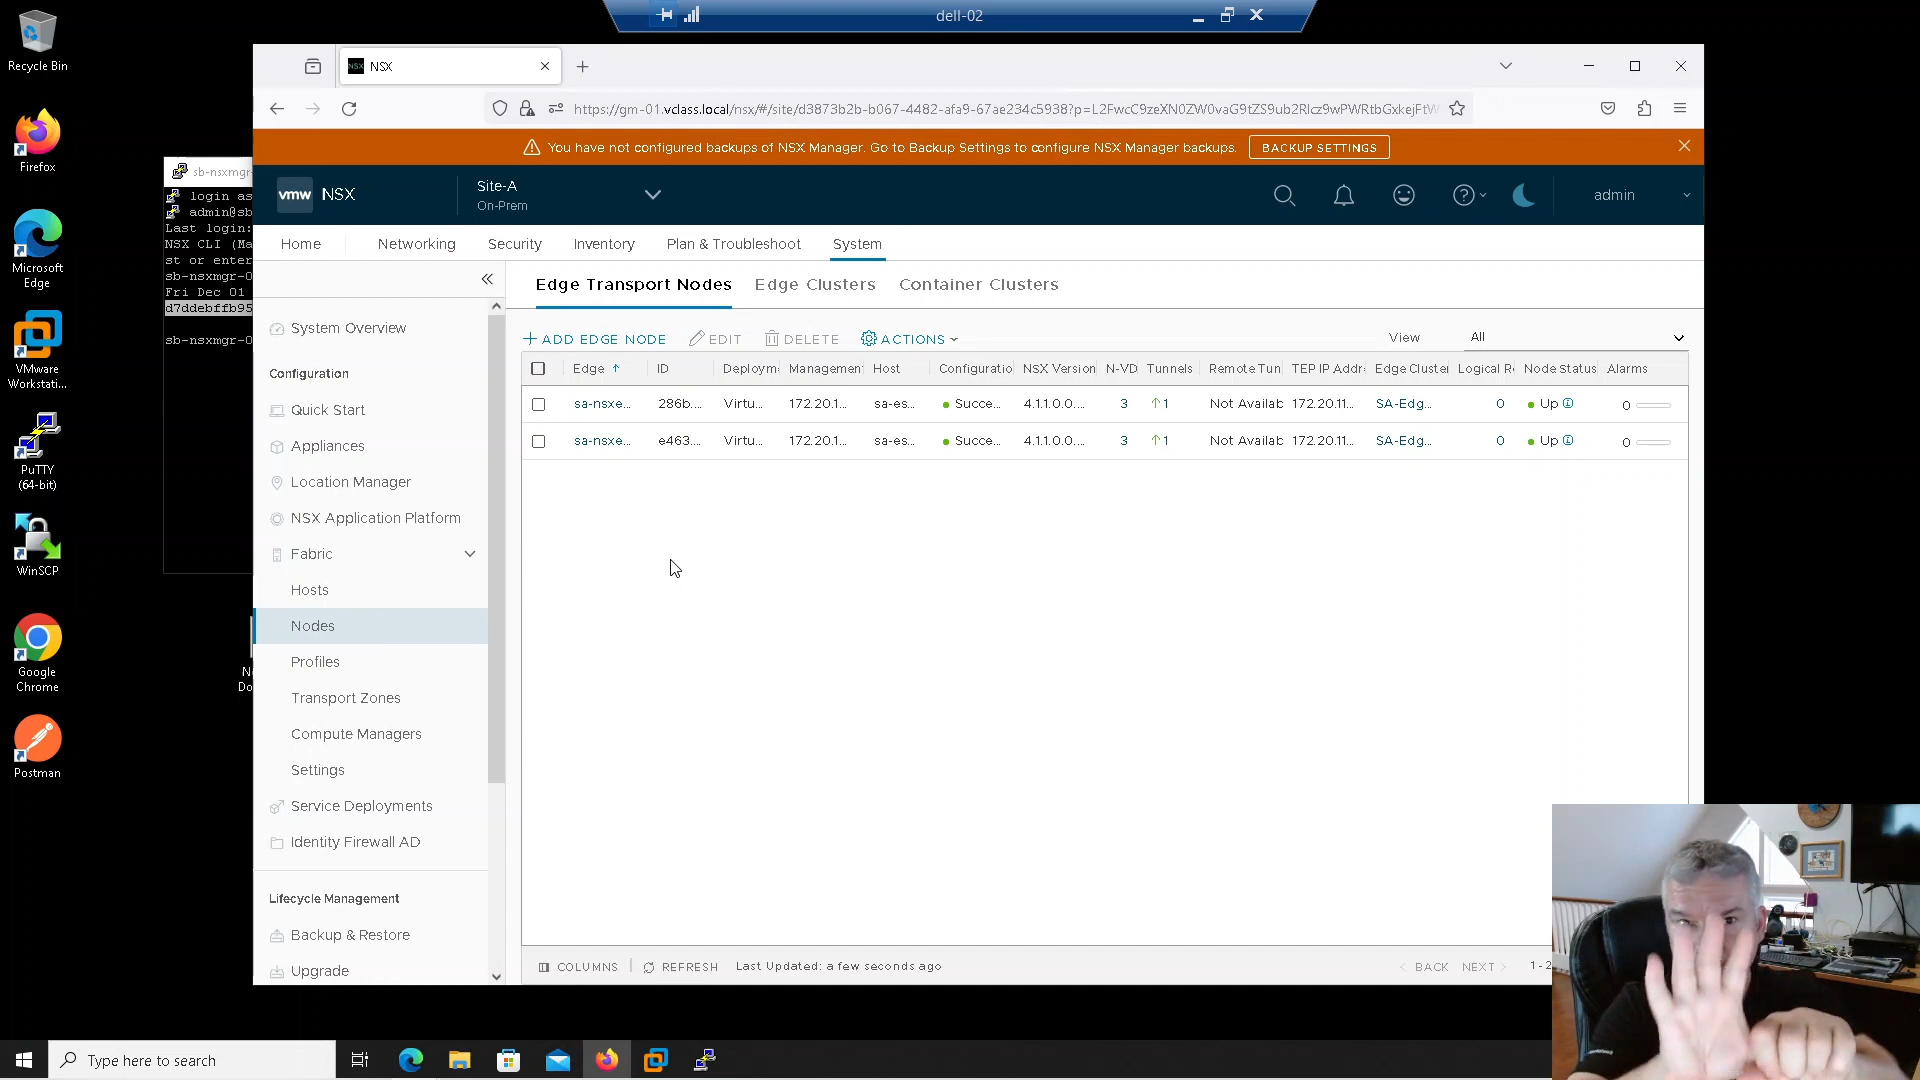 dell-02
Recycle Bin
Firefox
Microsoft
Edge
VMware
Workstati...
PuTTY
(64-bit)
WinSCP
Google
Chrome
Postman
sb-nsxmgr-
login as
admin@sb
Last login:
NSX CLI (Ma
st or enter
sb-nsxmgr-0
Fri Dec 01
d7ddebffb95
sb-nsxmgr-0
NSX
https://gm-01.vclass.local/nsx/#/site/d3873b2b-b067-4482-afa9-67ae234c5938?p=
You have not configured backups of NSX Manager. Go to Backup Settings to configure NSX Manager backups.
BACKUP SETTINGS
vmw NSX
Site-A
On-Prem
admin
Home
Networking
Security
Inventory
Plan & Troubleshoot
System
System Overview
Configuration
Quick Start
Appliances
Location Manager
NSX Application Platform
Fabric
Hosts
Nodes
Profiles
Transport Zones
Compute Managers
Settings
Service Deployments
Identity Firewall AD
Lifecycle Management
Backup & Restore
Upgrade
Edge Transport Nodes
Edge Clusters
Container Clusters
ADD EDGE NODE
EDIT
DELETE
ACTIONS
View
All
Edge ID Deploym Managemen Host Configuratio NSX Version N-VD Tunnels Remote Tun TEP IP Addr Edge Cluster Logical R Node Status Alarms
sa-nsxe... 286b... Virtu... 172.20.1... sa-es... Succe... 4.1.1.0.0.... 3 1 Not Availab 172.20.11... SA-Edg... 0 Up 0
sa-nsxe... e463... Virtu... 172.20.1... sa-es... Succe... 4.1.1.0.0.... 3 1 Not Availab 172.20.11... SA-Edg... 0 Up 0
COLUMNS
REFRESH
Last Updated: a few seconds ago
BACK
NEXT
1 - 2
Type here to search